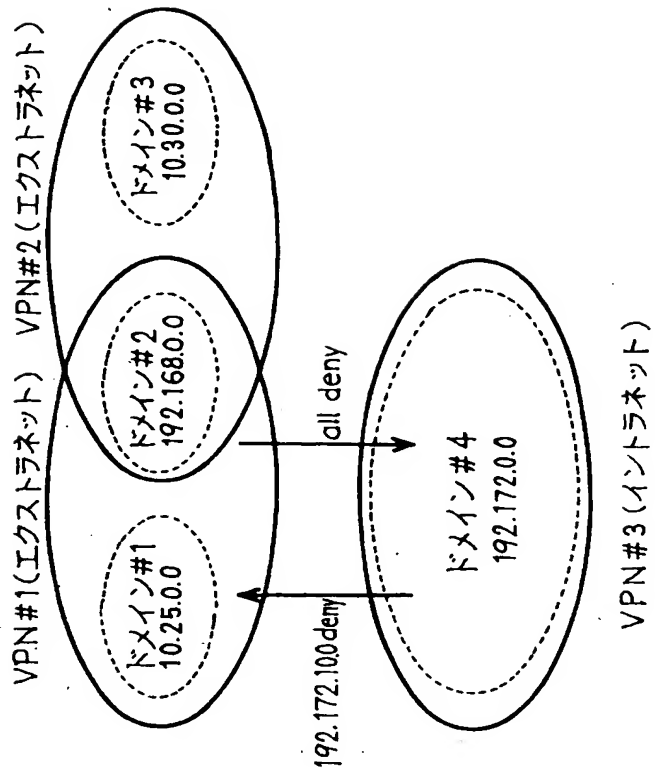 VPN#1(エクストラネット)
VPN#2(エクストラネット)
ドメイン#1
10.25.0.0
ドメイン#2
192.168.0.0
ドメイン#3
10.30.0.0
192.172.10.0deny
all deny
ドメイン#4
192.172.0.0
VPN#3(イントラネット)